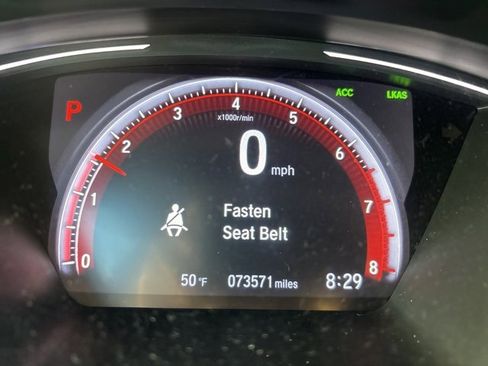 P
ACC LKAS
0 1 2 3 4 5 6 7 8
x1000r/min
0 mph
Fasten
Seat Belt
50°F 073571 miles 8:29